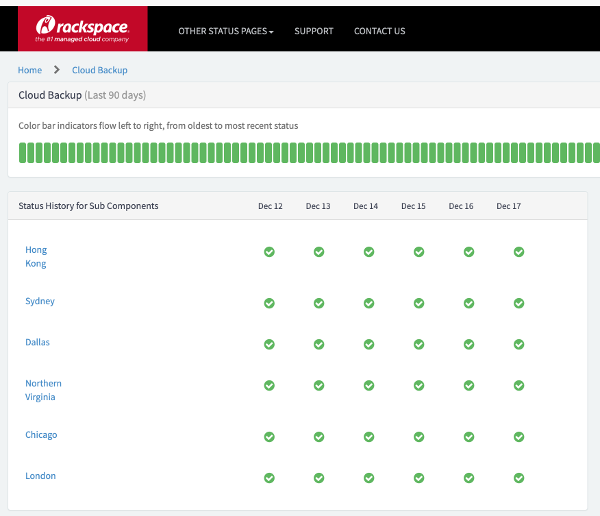 rackspace.
the #1 managed cloud company
OTHER STATUS PAGES SUPPORT CONTACT US
Home Cloud Backup
Cloud Backup (Last 90 days)
Color bar indicators flow left to right, from oldest to most recent status
Status History for Sub Components Dec 12 Dec 13 Dec 14 Dec 15 Dec 16 Dec 17
Hong
Kong
Sydney
Dallas
Northern
Virginia
Chicago
London